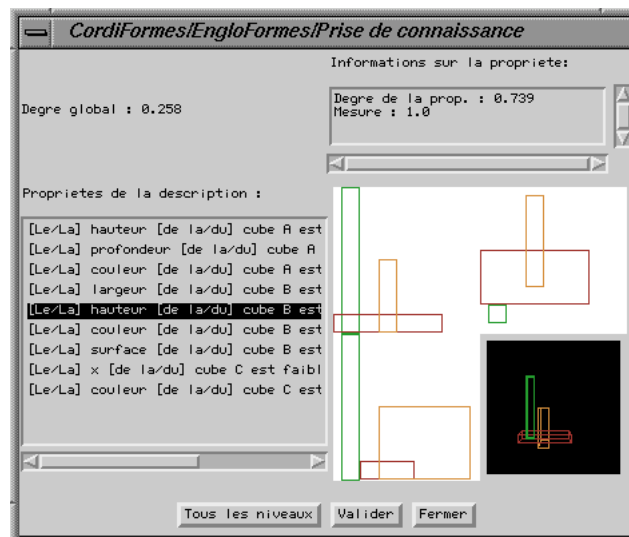 CordiFormes/EngloFormes/Prise de connaissance
Informations sur la propriete:
Degre global : 0.258
Degre de la prop. : 0.739
Mesure : 1.0
Proprietes de la description :
[Le/La] hauteur [de la/du] cube A est
[Le/La] profondeur [de la/du] cube A
[Le/La] couleur [de la/du] cube A est
[Le/La] largeur [de la/du] cube B est
[Le/La] hauteur [de la/du] cube B est
[Le/La] couleur [de la/du] cube B est
[Le/La] surface [de la/du] cube B est
[Le/La] x [de la/du] cube C est faibl
[Le/La] couleur [de la/du] cube C est
Tous les niveaux
Valider
Fermer